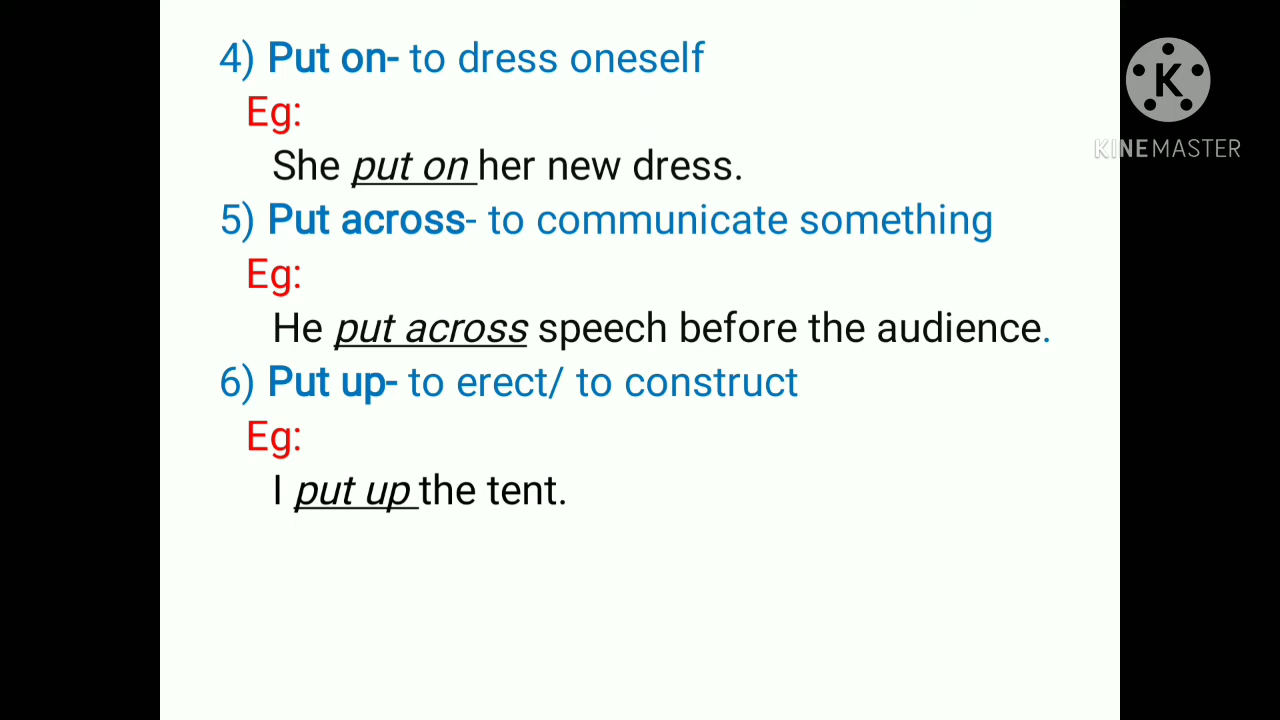 4) Put on- to dress oneself
Eg:
She put on her new dress.
5) Put across- to communicate something
Eg:
He put across speech before the audience.
6) Put up- to erect/ to construct
Eg:
I put up the tent.
K
KINEMASTER